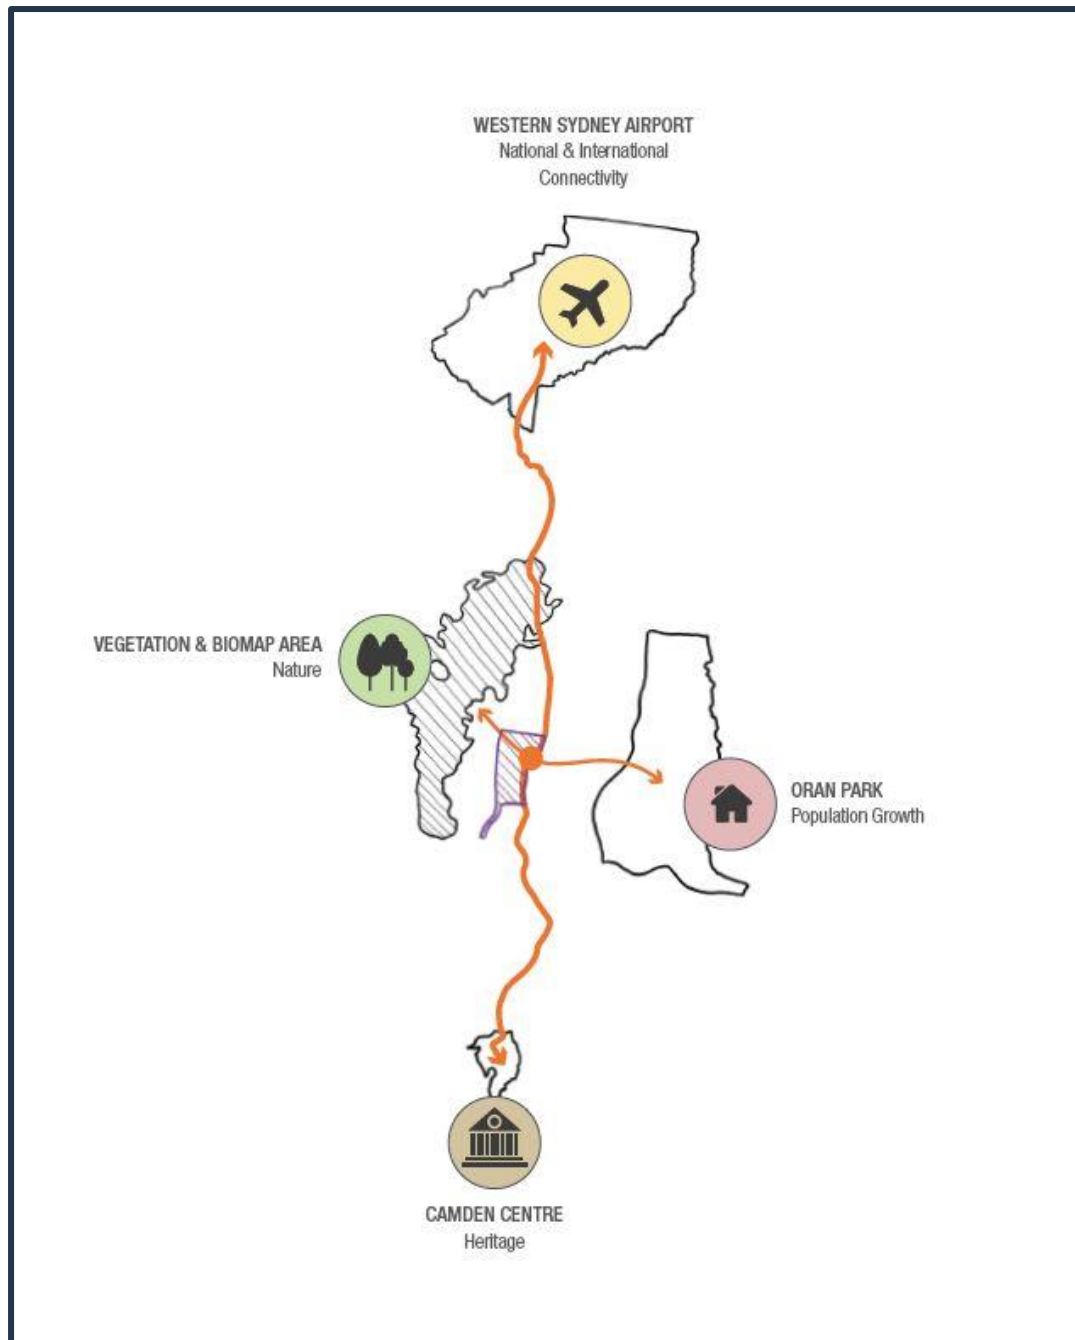 WESTERN SYDNEY AIRPORT
National & International
Connectivity
VEGETATION & BIOMAP AREA
Nature
ORAN PARK
Population Growth
CAMDEN CENTRE
Heritage